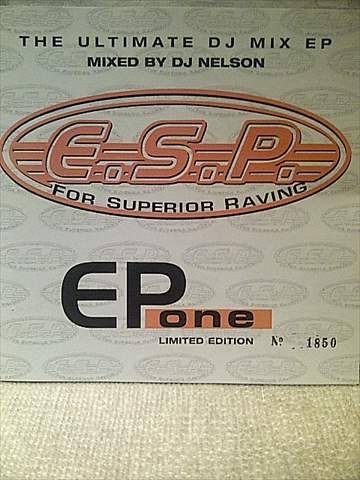 THE ULTIMATE DJ MIX EP
MIXED BY DJ NELSON
E.S.P.
FOR SUPERIOR RAVING
EP one
LIMITED EDITION Nº 1850